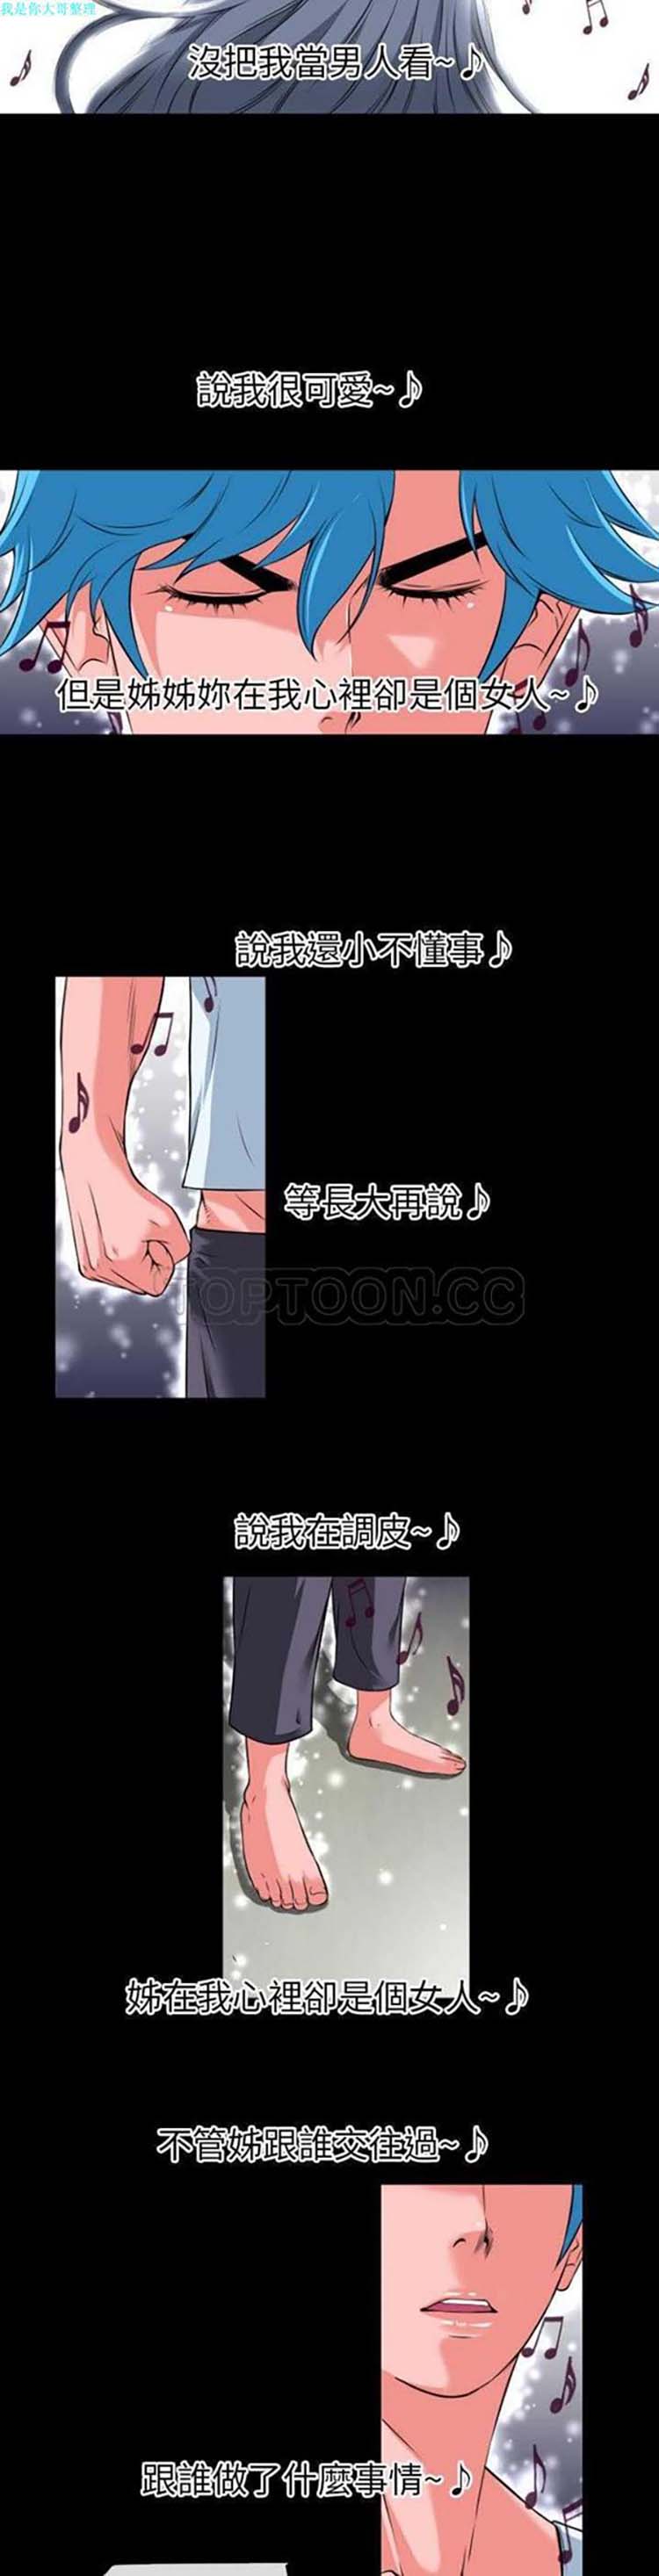 我是你大哥整理
沒把我當男人看~♪
說我很可愛~♪
但是姊姊妳在我心裡卻是個女人~♪
說我還小不懂事♪
等長大再說♪
TOPTOON.CC
說我在調皮~♪
姊在我心裡卻是個女人~♪
不管姊跟誰交往過~♪
跟誰做了什麼事情~♪